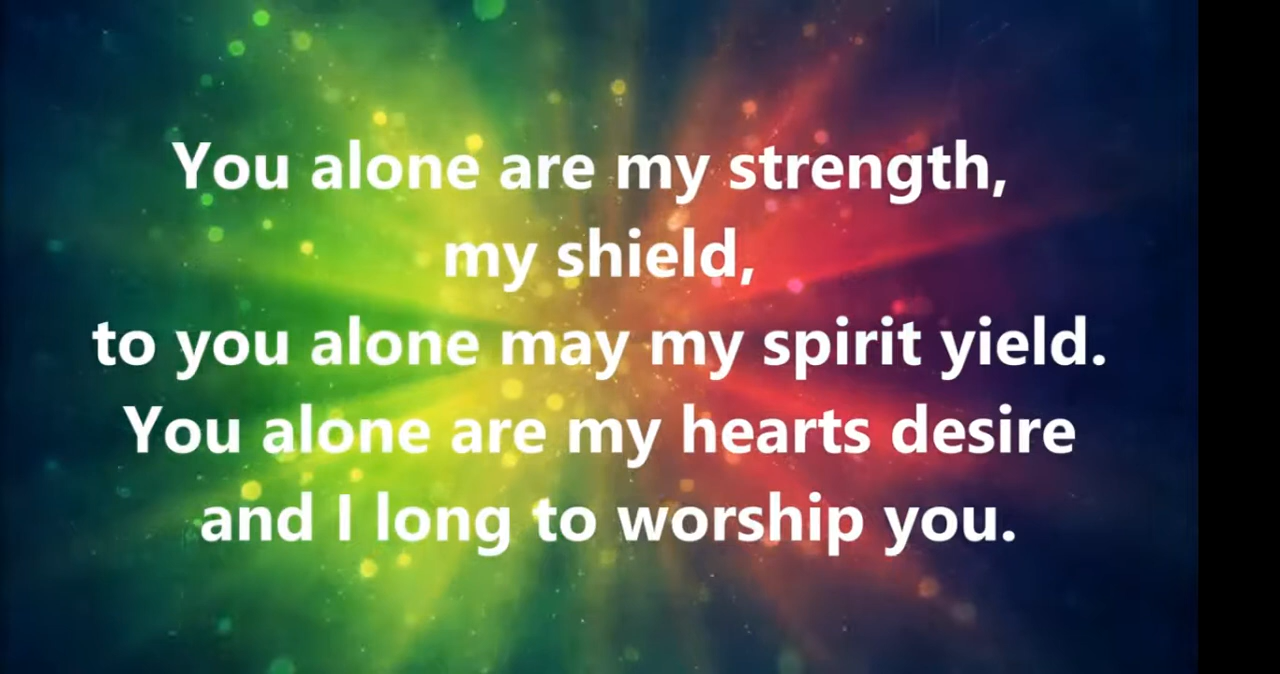 You alone are my strength,
my shield,
to you alone may my spirit yield.
You alone are my hearts desire
and I long to worship you.